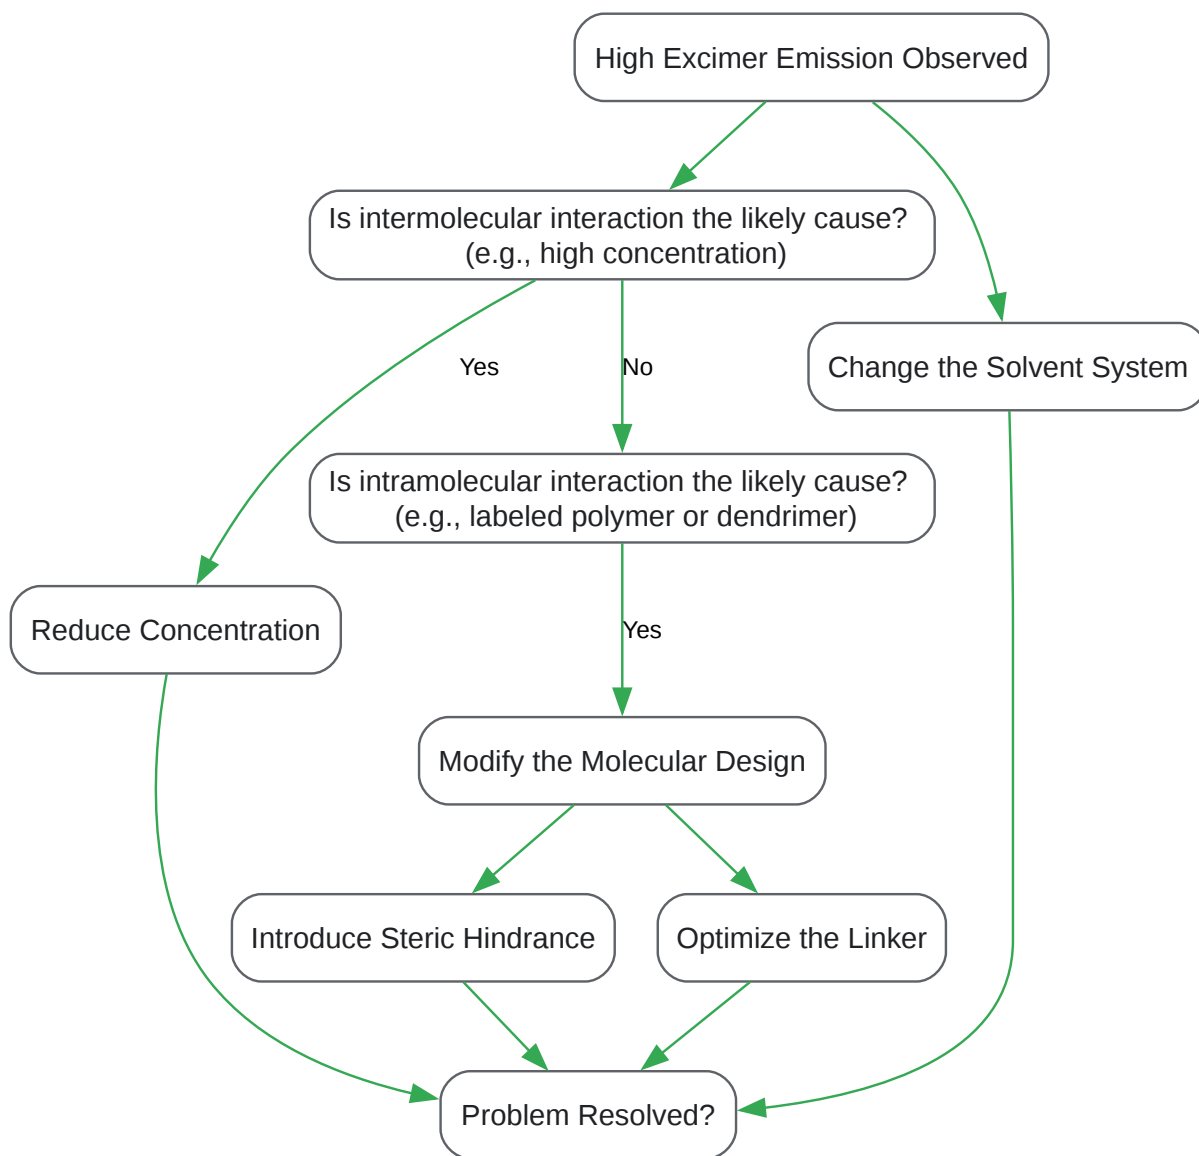 High Excimer Emission Observed
Is intermolecular interaction the likely cause?
(e.g., high concentration)
Yes
No
Change the Solvent System
Is intramolecular interaction the likely cause?
(e.g., labeled polymer or dendrimer)
Reduce Concentration
Yes
Modify the Molecular Design
Introduce Steric Hindrance
Optimize the Linker
Problem Resolved?